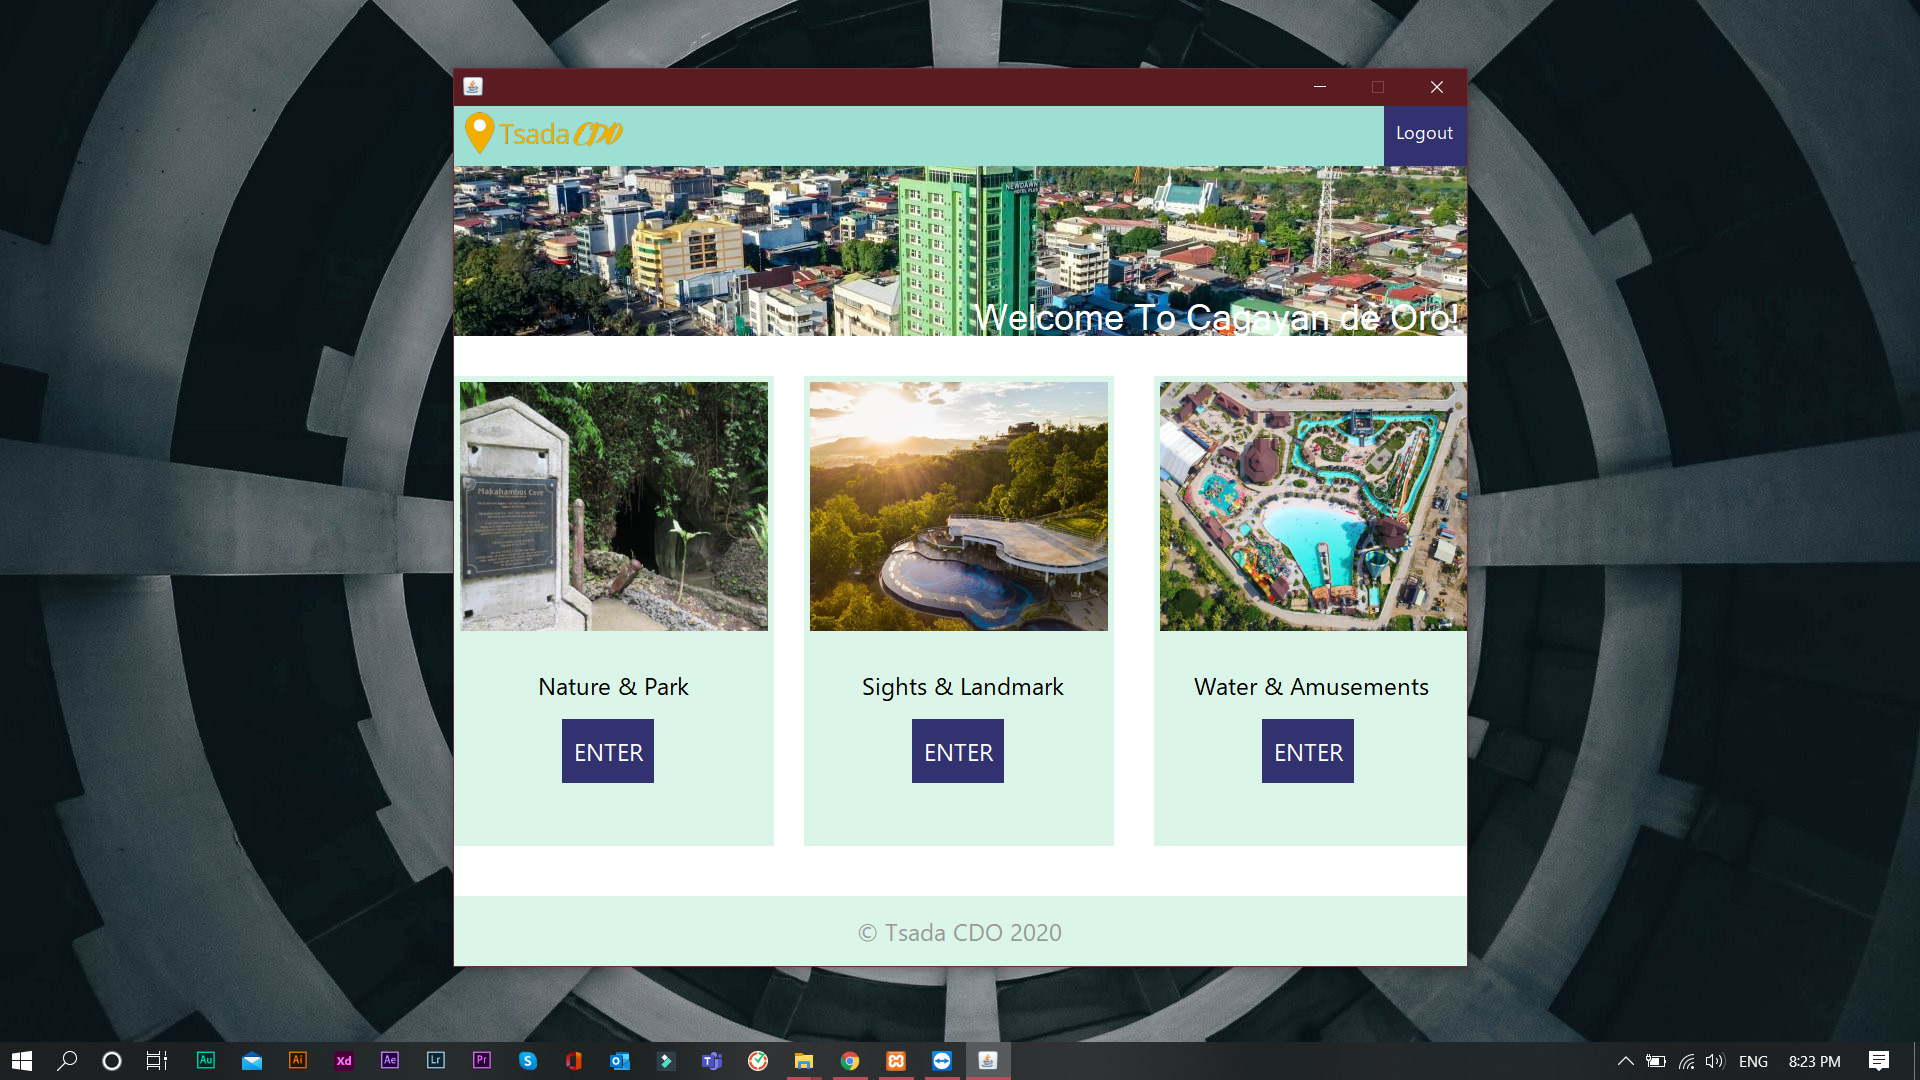 Tsada CDO
Logout
NEWDAWN
Welcome To Cagayan de Oro!
Makahambus Cave
Nature & Park
Sights & Landmark
Water & Amusements
ENTER
ENTER
ENTER
© Tsada CDO 2020
Au
Ai
Xd
Ae
Lr
Pr
ENG
8:23 PM